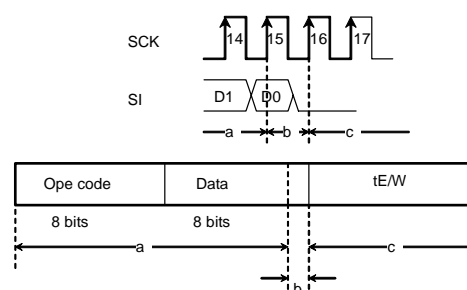 SCK 14 15 16 17
SI D1 D0
a b c
Ope code Data tE/W
8 bits 8 bits
a c
b